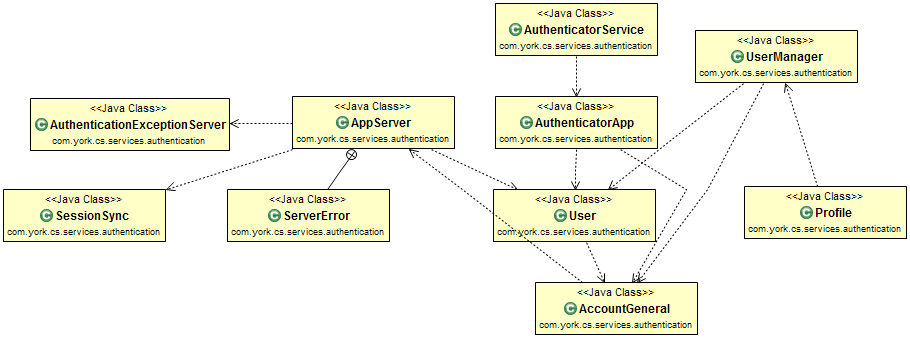 <<Java Class>>
AuthenticatorService
com.york.cs.services.authentication
<<Java Class>>
UserManager
com.york.cs.services.authentication
<<Java Class>>
AuthenticationExceptionServer
com.york.cs.services.authentication
<<Java Class>>
AppServer
com.york.cs.services.authentication
<<Java Class>>
AuthenticatorApp
com.york.cs.services.authentication
<<Java Class>>
SessionSync
com.york.cs.services.authentication
<<Java Class>>
ServerError
com.york.cs.services.authentication
<<Java Class>>
User
com.york.cs.services.authentication
<<Java Class>>
Profile
com.york.cs.services.authentication
<<Java Class>>
AccountGeneral
com.york.cs.services.authentication